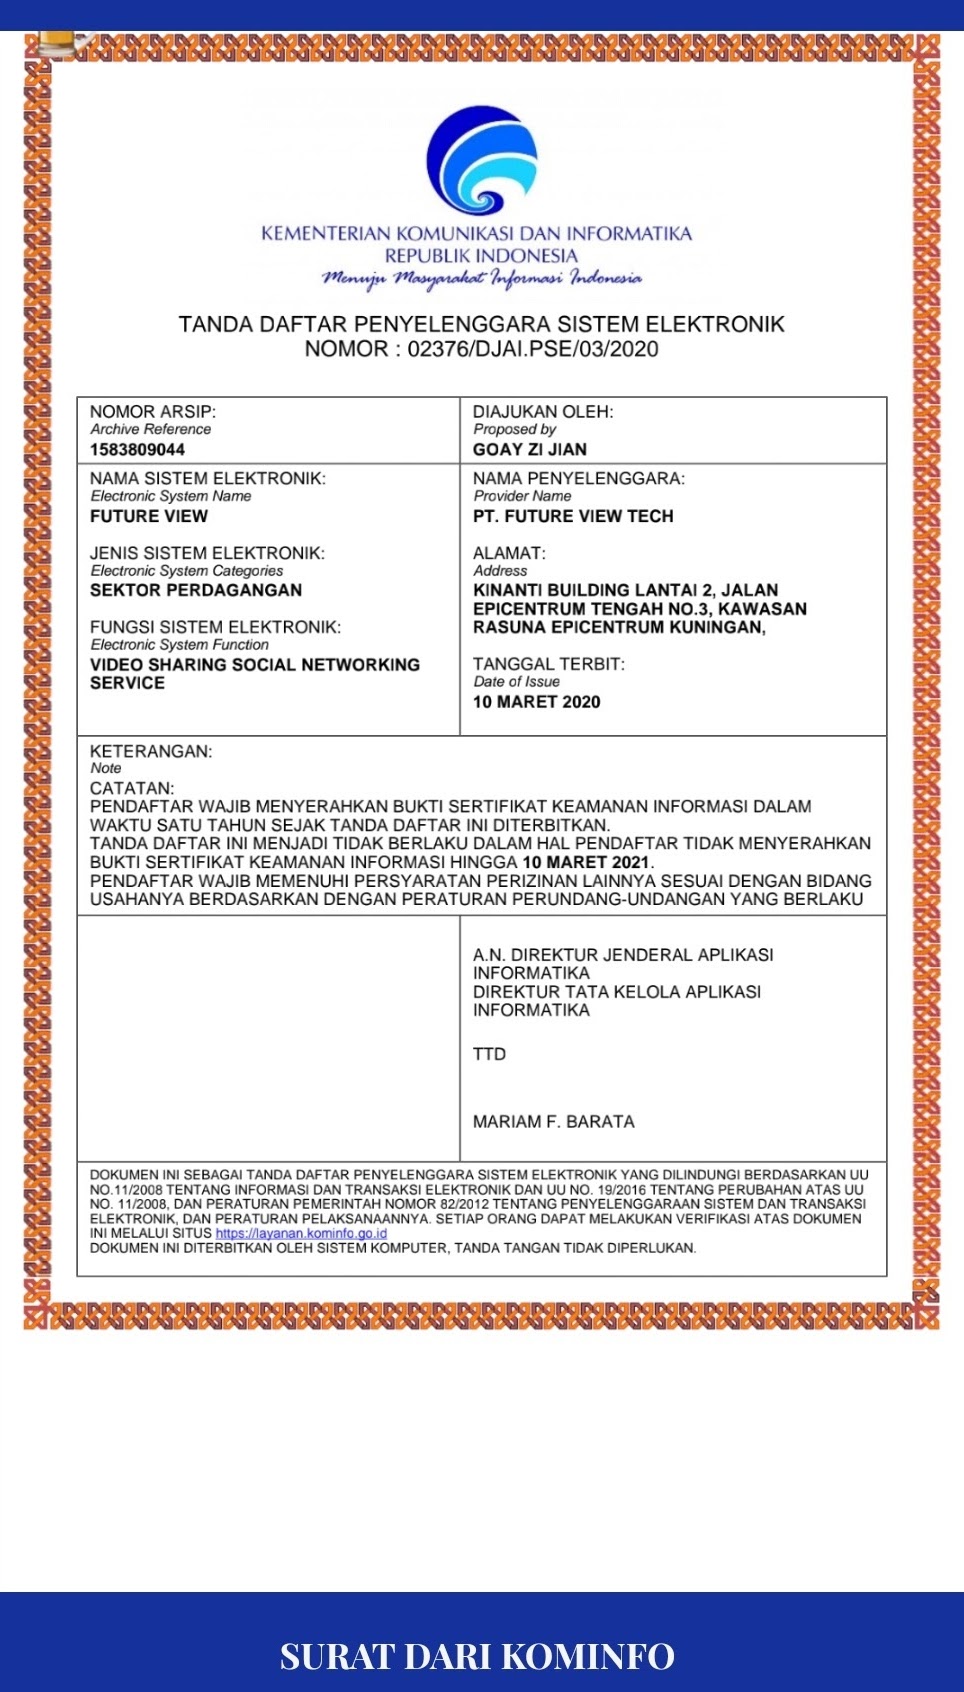 KEMENTERIAN KOMUNIKASI DAN INFORMATIKA
REPUBLIK INDONESIA
Menuju Masyarakat Informasi Indonesia
TANDA DAFTAR PENYELENGGARA SISTEM ELEKTRONIK
NOMOR : 02376/DJAI.PSE/03/2020
NOMOR ARSIP:
Archive Reference
1583809044
DIAJUKAN OLEH:
Proposed by
GOAY ZI JIAN
NAMA SISTEM ELEKTRONIK:
Electronic System Name
FUTURE VIEW
JENIS SISTEM ELEKTRONIK:
Electronic System Categories
SEKTOR PERDAGANGAN
FUNGSI SISTEM ELEKTRONIK:
Electronic System Function
VIDEO SHARING SOCIAL NETWORKING
SERVICE
NAMA PENYELENGGARA:
Provider Name
PT. FUTURE VIEW TECH
ALAMAT:
Address
KINANTI BUILDING LANTAI 2, JALAN
EPICENTRUM TENGAH NO.3, KAWASAN
RASUNA EPICENTRUM KUNINGAN,
TANGGAL TERBIT:
Date of Issue
10 MARET 2020
KETERANGAN:
Note
CATATAN:
PENDAFTAR WAJIB MENYERAHKAN BUKTI SERTIFIKAT KEAMANAN INFORMASI DALAM
WAKTU SATU TAHUN SEJAK TANDA DAFTAR INI DITERBITKAN.
TANDA DAFTAR INI MENJADI TIDAK BERLAKU DALAM HAL PENDAFTAR TIDAK MENYERAHKAN
BUKTI SERTIFIKAT KEAMANAN INFORMASI HINGGA 10 MARET 2021.
PENDAFTAR WAJIB MEMENUHI PERSYARATAN PERIZINAN LAINNYA SESUAI DENGAN BIDANG
USAHANYA BERDASARKAN DENGAN PERATURAN PERUNDANG-UNDANGAN YANG BERLAKU
A.N. DIREKTUR JENDERAL APLIKASI
INFORMATIKA
DIREKTUR TATA KELOLA APLIKASI
INFORMATIKA
TTD
MARIAM F. BARATA
DOKUMEN INI SEBAGAI TANDA DAFTAR PENYELENGGARA SISTEM ELEKTRONIK YANG DILINDUNGI BERDASARKAN UU
NO.11/2008 TENTANG INFORMASI DAN TRANSAKSI ELEKTRONIK DAN UU NO. 19/2016 TENTANG PERUBAHAN ATAS UU
NO. 11/2008, DAN PERATURAN PEMERINTAH NOMOR 82/2012 TENTANG PENYELENGGARAAN SISTEM DAN TRANSAKSI
ELEKTRONIK, DAN PERATURAN PELAKSANAANNYA. SETIAP ORANG DAPAT MELAKUKAN VERIFIKASI ATAS DOKUMEN
INI MELALUI SITUS https://layanan.kominfo.go.id
DOKUMEN INI DITERBITKAN OLEH SISTEM KOMPUTER, TANDA TANGAN TIDAK DIPERLUKAN.
SURAT DARI KOMINFO